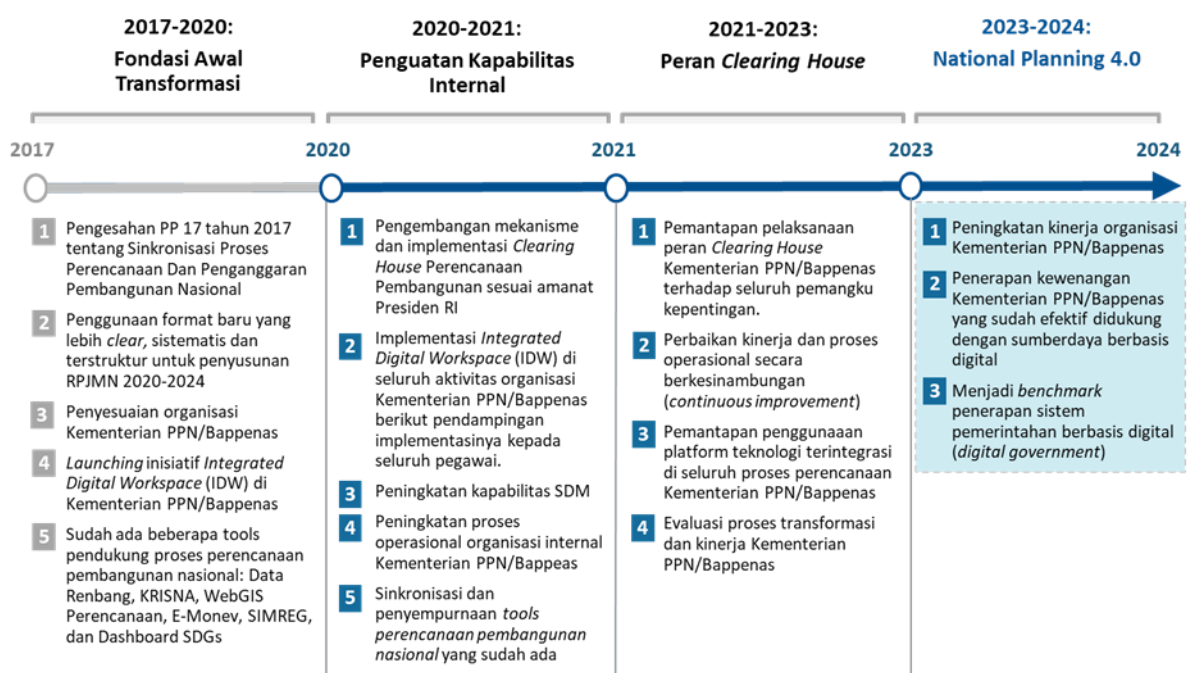 2017-2020:
Fondasi Awal
Transformasi
2020-2021:
Penguatan Kapabilitas
Internal
2021-2023:
Peran Clearing House
2023-2024:
National Planning 4.0
2017
2020
2021
2023
2024
1 Pengesahan PP 17 tahun 2017
tentang Sinkronisasi Proses
Perencanaan Dan Penganggaran
Pembangunan Nasional
2 Penggunaan format baru yang
lebih clear, sistematis dan
terstruktur untuk penyusunan
RPJMN 2020-2024
3 Penyesuaian organisasi
Kementerian PPN/Bappenas
4 Launching inisiatif Integrated
Digital Workspace (IDW) di
Kementerian PPN/Bappenas
5 Sudah ada beberapa tools
pendukung proses perencanaan
pembangunan nasional: Data
Renbang, KRISNA, WebGIS
Perencanaan, E-Monev, SIMREG,
dan Dashboard SDGs
1 Pengembangan mekanisme
dan implementasi Clearing
House Perencanaan
Pembangunan sesuai amanat
Presiden RI
2 Implementasi Integrated
Digital Workspace (IDW) di
seluruh aktivitas organisasi
Kementerian PPN/Bappenas
berikut pendampingan
implementasinya kepada
seluruh pegawai.
3 Peningkatan kapabilitas SDM
4 Peningkatan proses
operasional organisasi internal
Kementerian PPN/Bappeas
5 Sinkronisasi dan
penyempurnaan tools
perencanaan pembangunan
nasional yang sudah ada
1 Pemantapan pelaksanaan
peran Clearing House
Kementerian PPN/Bappenas
terhadap seluruh pemangku
kepentingan.
2 Perbaikan kinerja dan proses
operasional secara
berkesinambungan
(continuous improvement)
3 Pemantapan penggunaaan
platform teknologi terintegrasi
di seluruh proses perencanaan
Kementerian PPN/Bappenas
4 Evaluasi proses transformasi
dan kinerja Kementerian
PPN/Bappenas
1 Peningkatan kinerja organisasi
Kementerian PPN/Bappenas
2 Penerapan kewenangan
Kementerian PPN/Bappenas
yang sudah efektif didukung
dengan sumberdaya berbasis
digital
3 Menjadi benchmark
penerapan sistem
pemerintahan berbasis digital
(digital government)